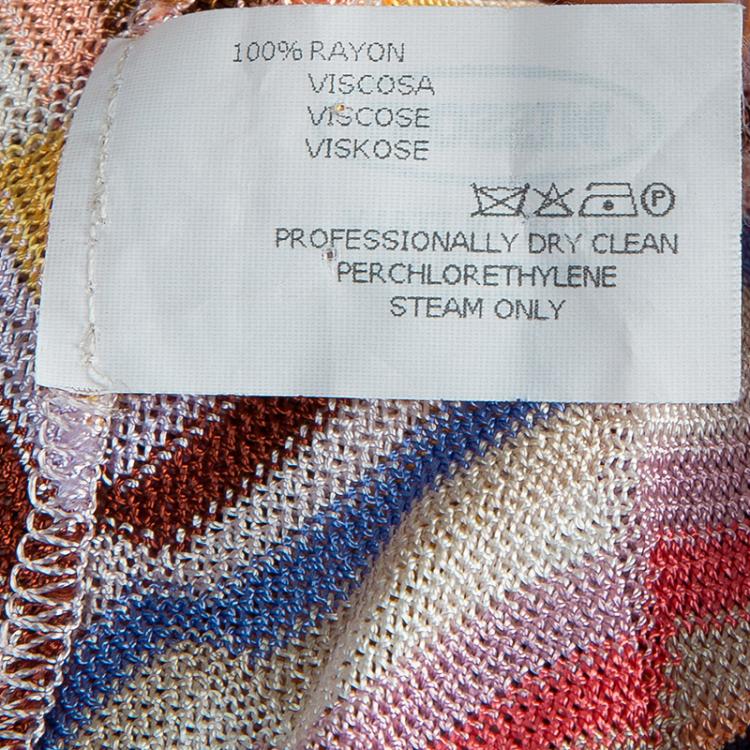 100% RAYON
VISCOSA
VISCOSE
VISKOSE
P
PROFESSIONALLY DRY CLEAN
PERCHLORETHYLENE
STEAM ONLY